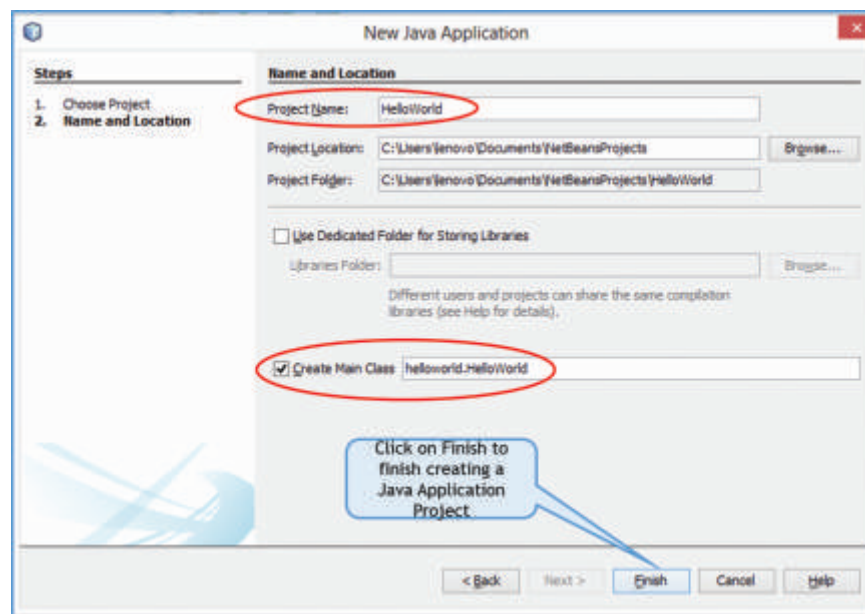 New Java Application
Steps
1. Choose Project
2. Name and Location
Name and Location
Project Name: HelloWorld
Project Location: C:\Users\lenovo\Documents\NetBeansProjects Browse...
Project Folder: C:\Users\lenovo\Documents\NetBeansProjects\HelloWorld
Use Dedicated Folder for Storing Libraries
Libraries Folder: Browse...
Different users and projects can share the same compilation
libraries (see Help for details).
Create Main Class helloworld.HelloWorld
Click on Finish to
finish creating a
Java Application
Project
< Back Next > Finish Cancel Help